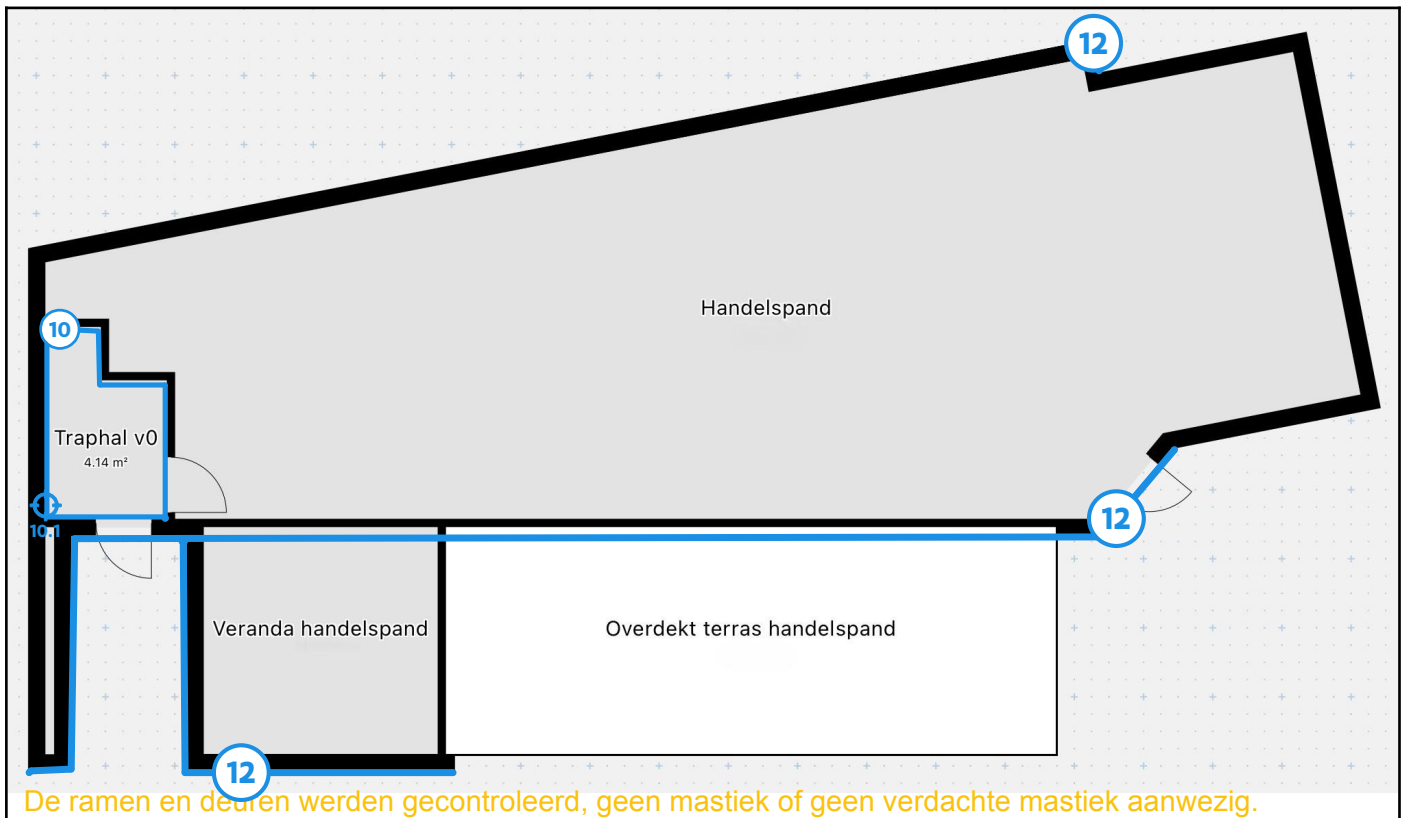 12
Handelspand
10
Traphal v0
4.14 m²
10.1
12
Veranda handelspand
Overdekt terras handelspand
12
De ramen en deuren werden gecontroleerd, geen mastiek of geen verdachte mastiek aanwezig.